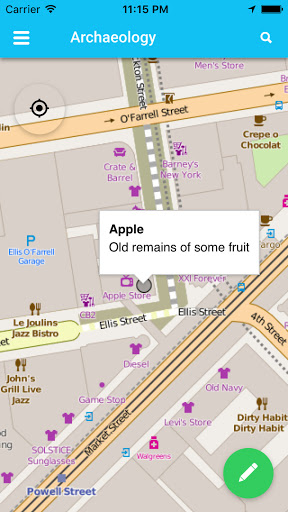 Carrier
11:15 PM
Archaeology
Men's Store
O'Farrell Street
Crepe o
Chocolat
Crate &
Barrel
Barney's
New York
P
Ellis O'Farrell
Garage
Apple
Old remains of some fruit
Apple Store
XXI Forever
CB2
Ellis Street
Ellis Street
Le Joulins
Jazz Bistro
4th Street
Diesel
John's
Grill Live
Jazz
Game Stop
Old Navy
Levi's Store
Dirty Habit
Dirty Habit
SOLSTICE
Sunglasses
Market Street
Walgreens
Powell Street